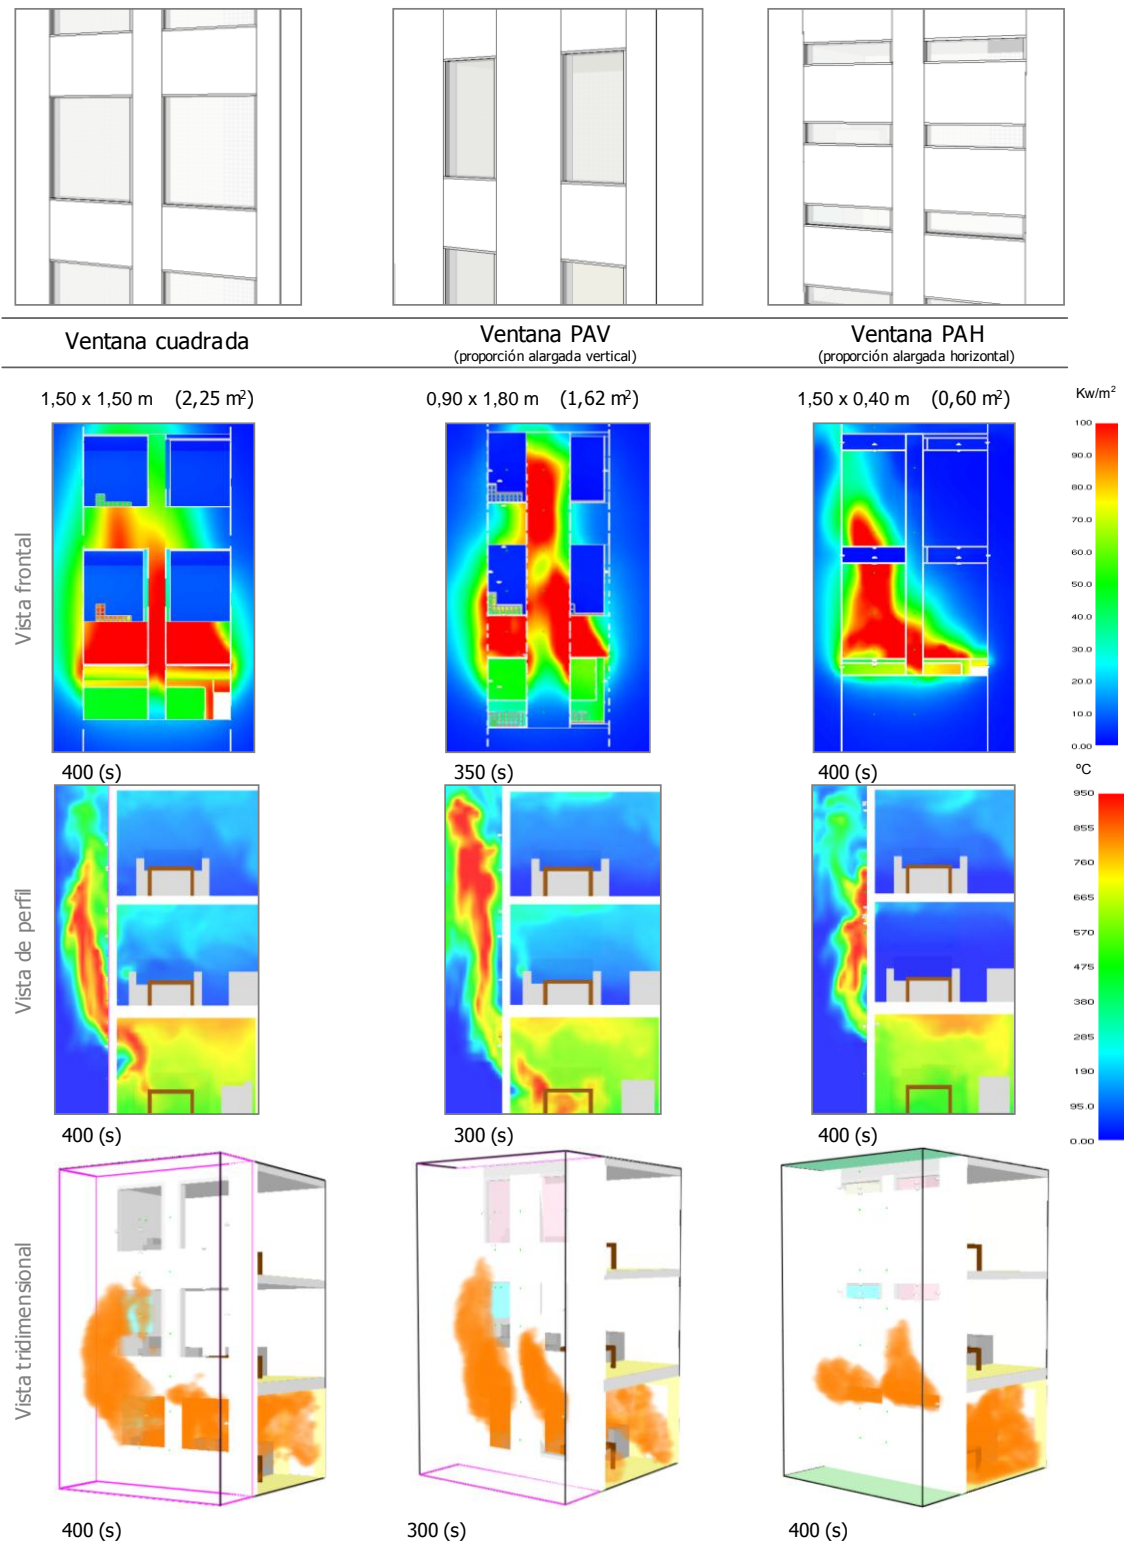 Ventana cuadrada
Ventana PAV
(proporción alargada vertical)
Ventana PAH
(proporción alargada horizontal)
1,50 x 1,50 m (2,25 m²)
0,90 x 1,80 m (1,62 m²)
1,50 x 0,40 m (0,60 m²)
Kw/m²
100
90.0
80.0
70.0
60.0
50.0
40.0
30.0
20.0
10.0
0.00
Vista frontal
400 (s)
350 (s)
400 (s)
ºC
950
855
760
665
570
475
380
285
190
95.0
0.00
Vista de perfil
400 (s)
300 (s)
400 (s)
Vista tridimensional
400 (s)
300 (s)
400 (s)